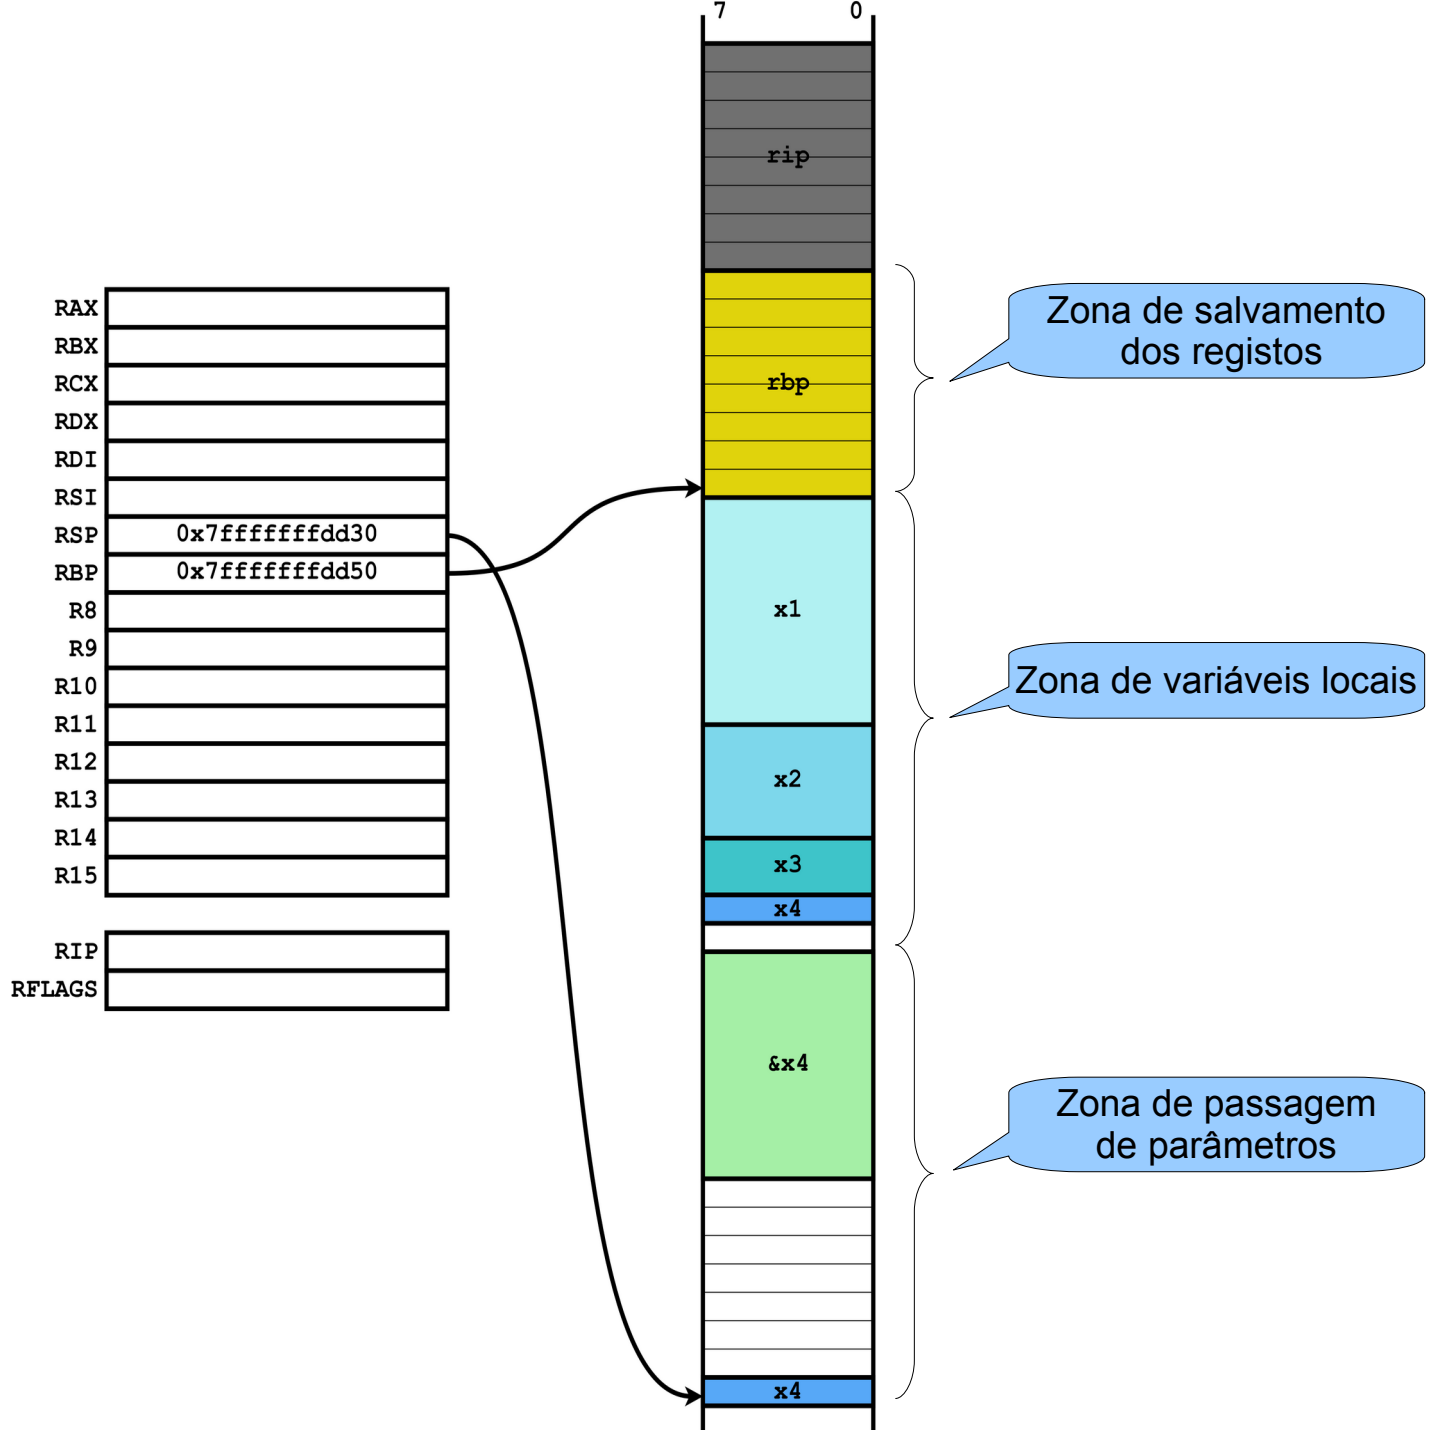 7 0
rip
rbp
Zona de salvamento
dos registos
RAX
RBX
RCX
RDX
RDI
RSI
RSP 0x7fffffffdd30
RBP 0x7fffffffdd50
R8
R9
R10
R11
R12
R13
R14
R15
RIP
RFLAGS
x1
x2
x3
x4
Zona de variáveis locais
&x4
Zona de passagem
de parâmetros
x4